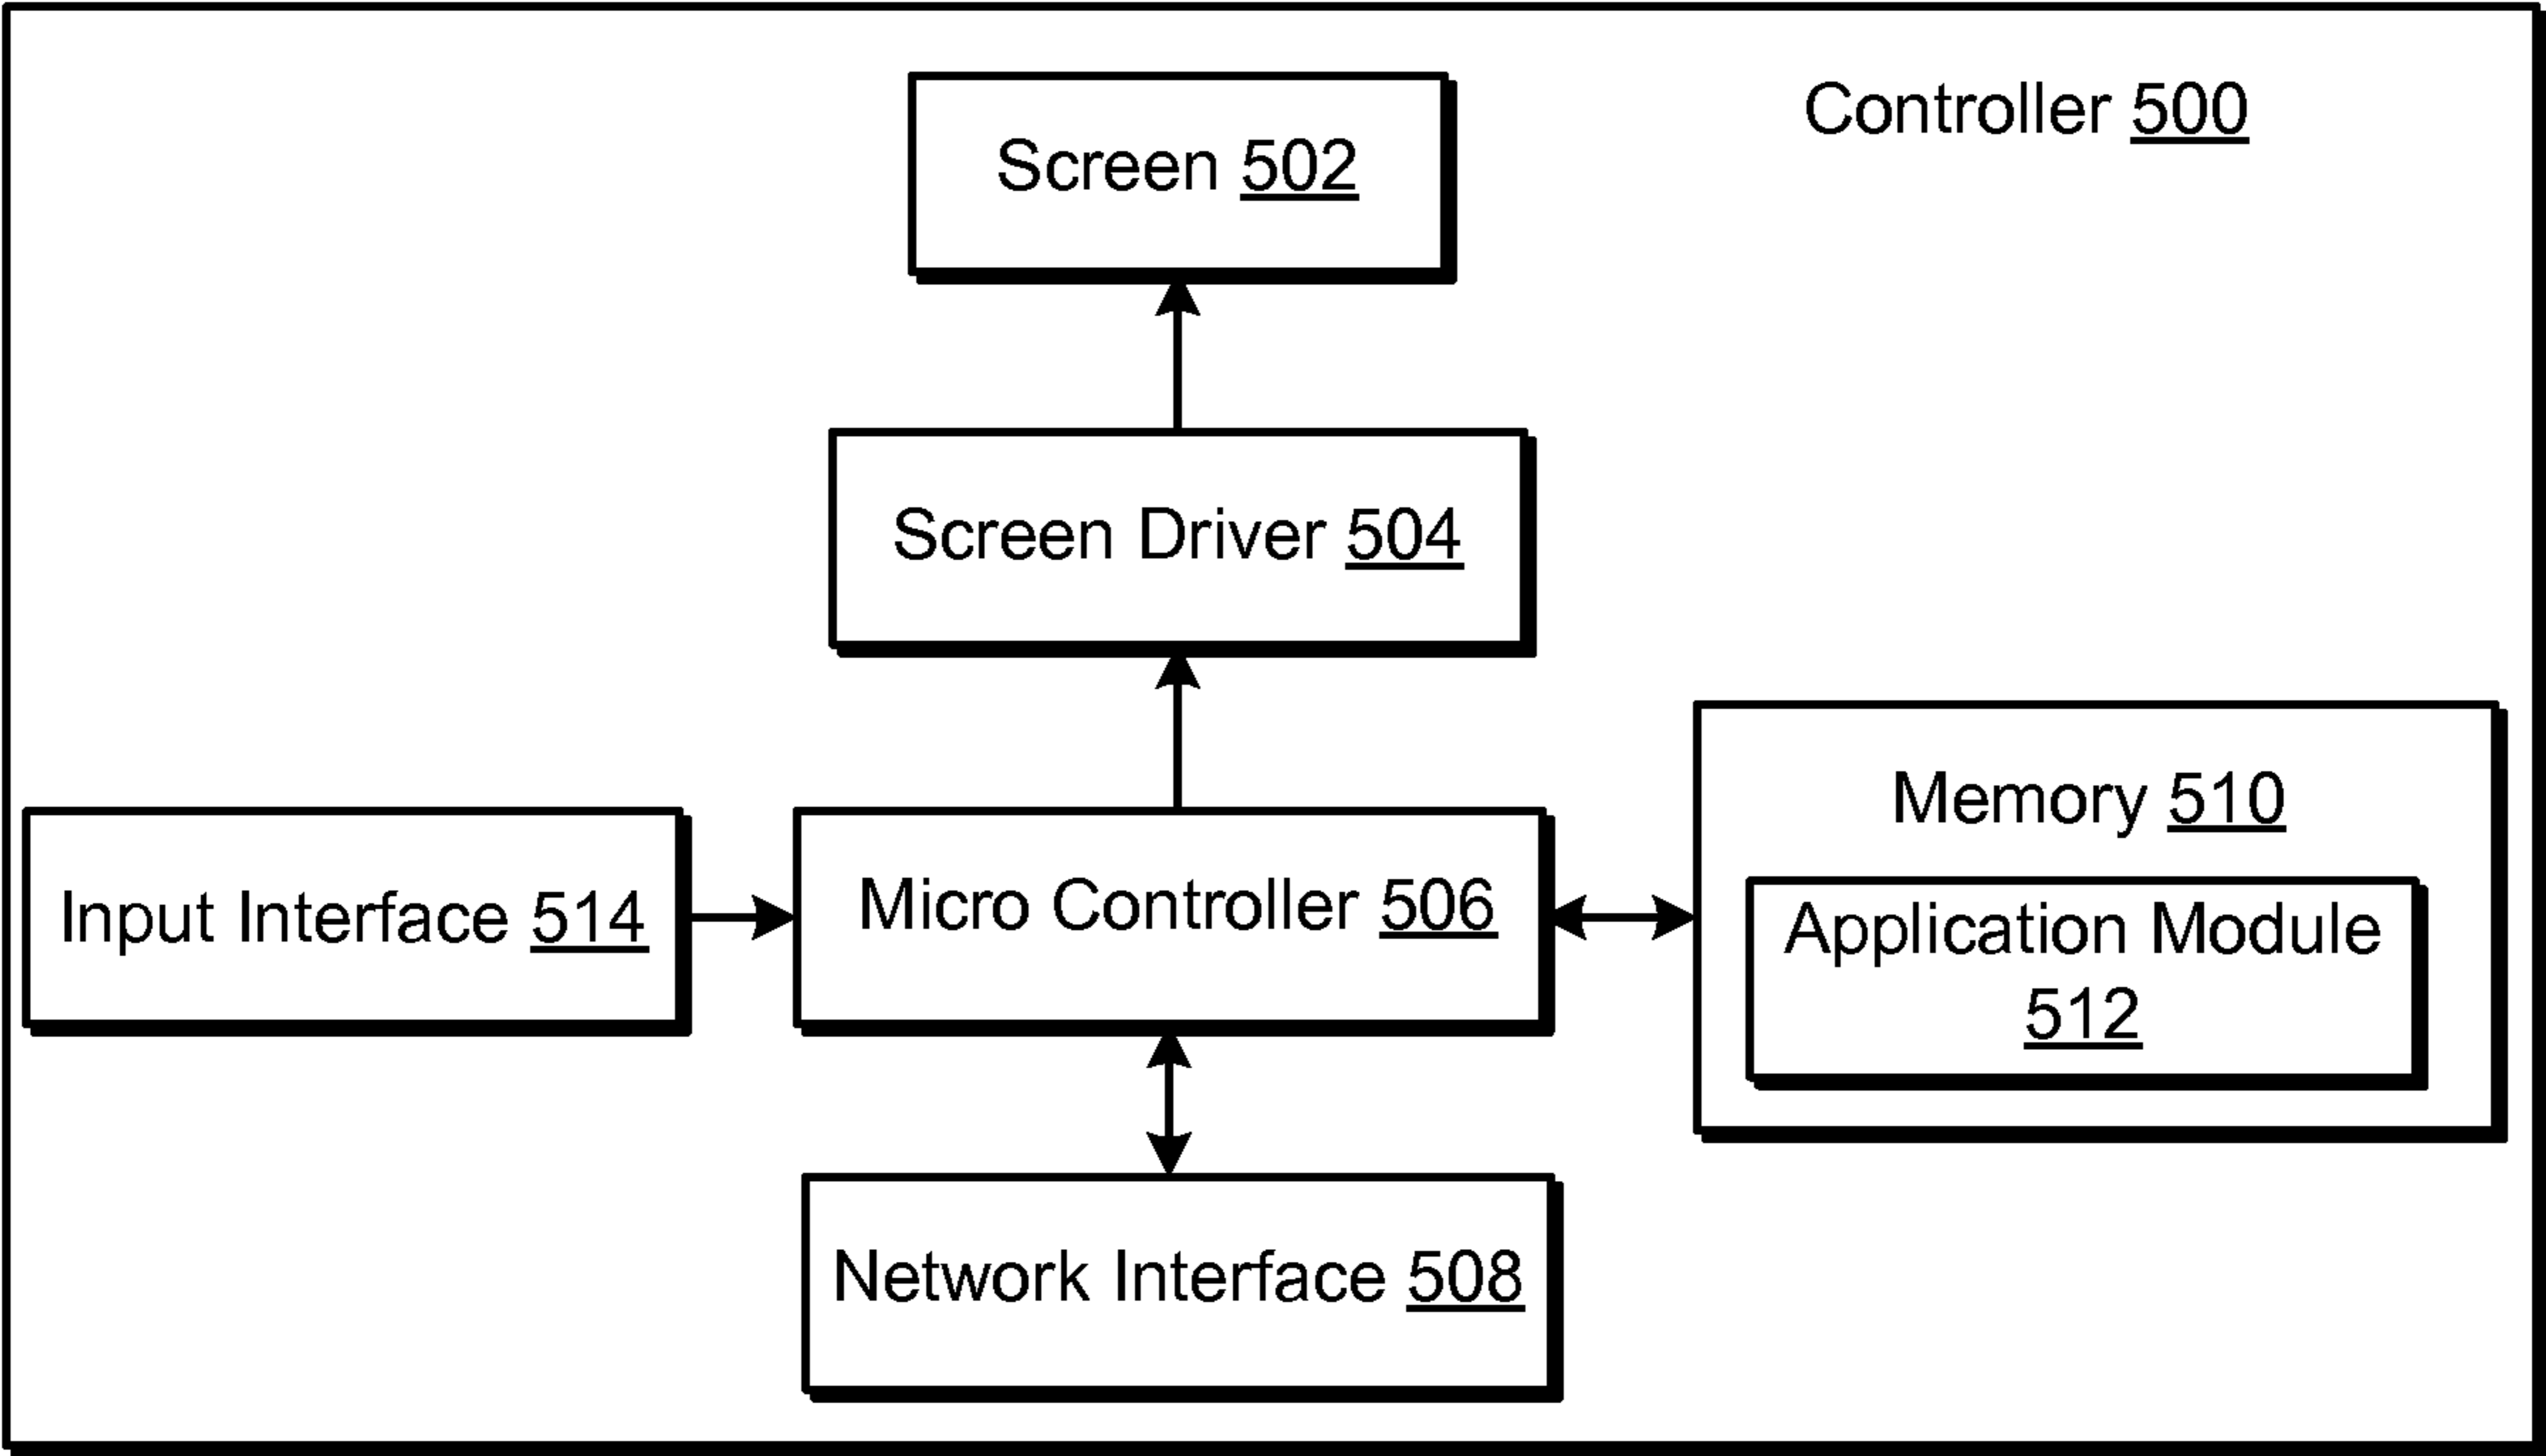 Controller 500
Screen 502
Screen Driver 504
Memory 510
Input Interface 514
Micro Controller 506
Application Module
512
Network Interface 508